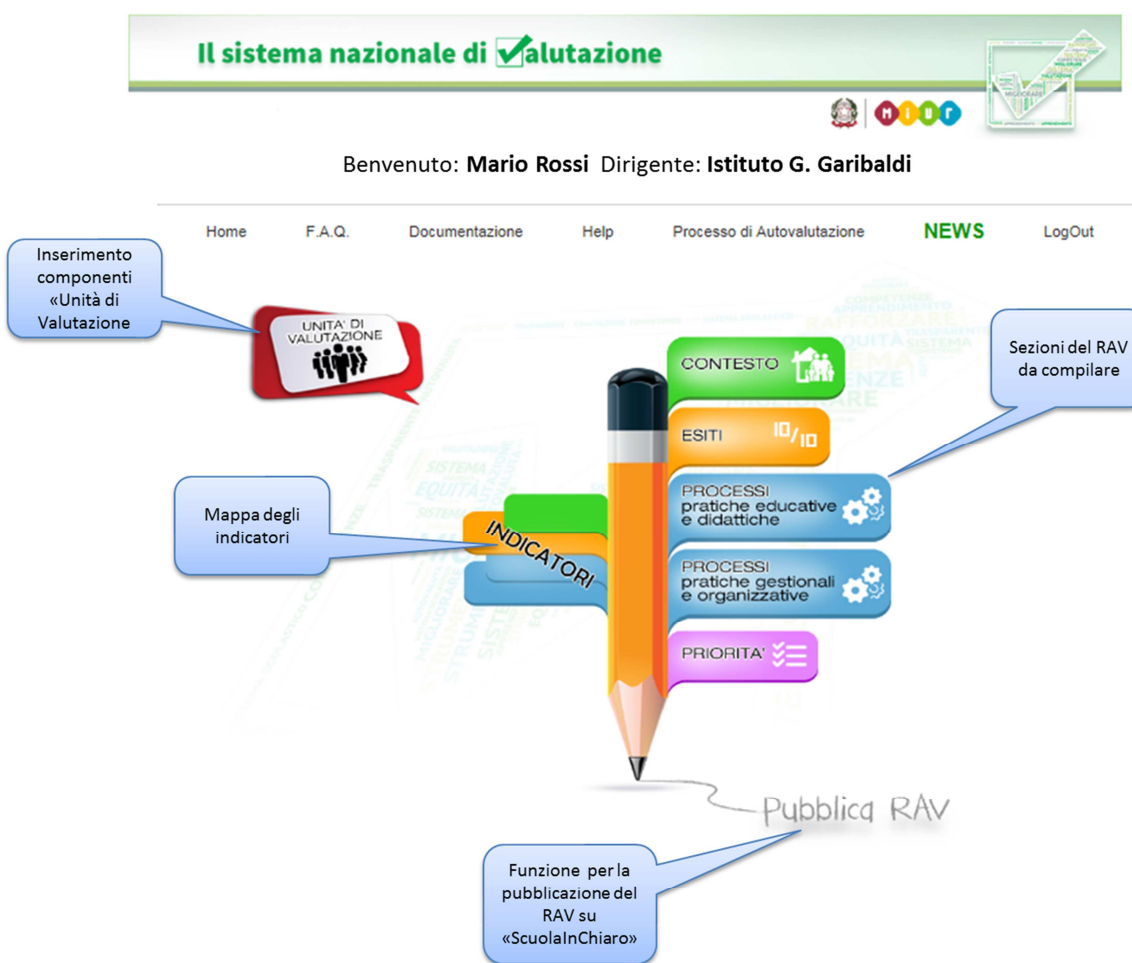 Il sistema nazionale di Valutazione
MIUR
Benvenuto: Mario Rossi Dirigente: Istituto G. Garibaldi
Home F.A.Q. Documentazione Help Processo di Autovalutazione NEWS LogOut
Inserimento
componenti
«Unità di
Valutazione
UNITA' DI
VALUTAZIONE
Sezioni del RAV
da compilare
CONTESTO
ESITI 10/10
PROCESSI
pratiche educative
e didattiche
Mappa degli
indicatori
INDICATORI
PROCESSI
pratiche gestionali
e organizzative
PRIORITA'
Pubblica RAV
Funzione per la
pubblicazione del
RAV su
«ScuolaInChiaro»